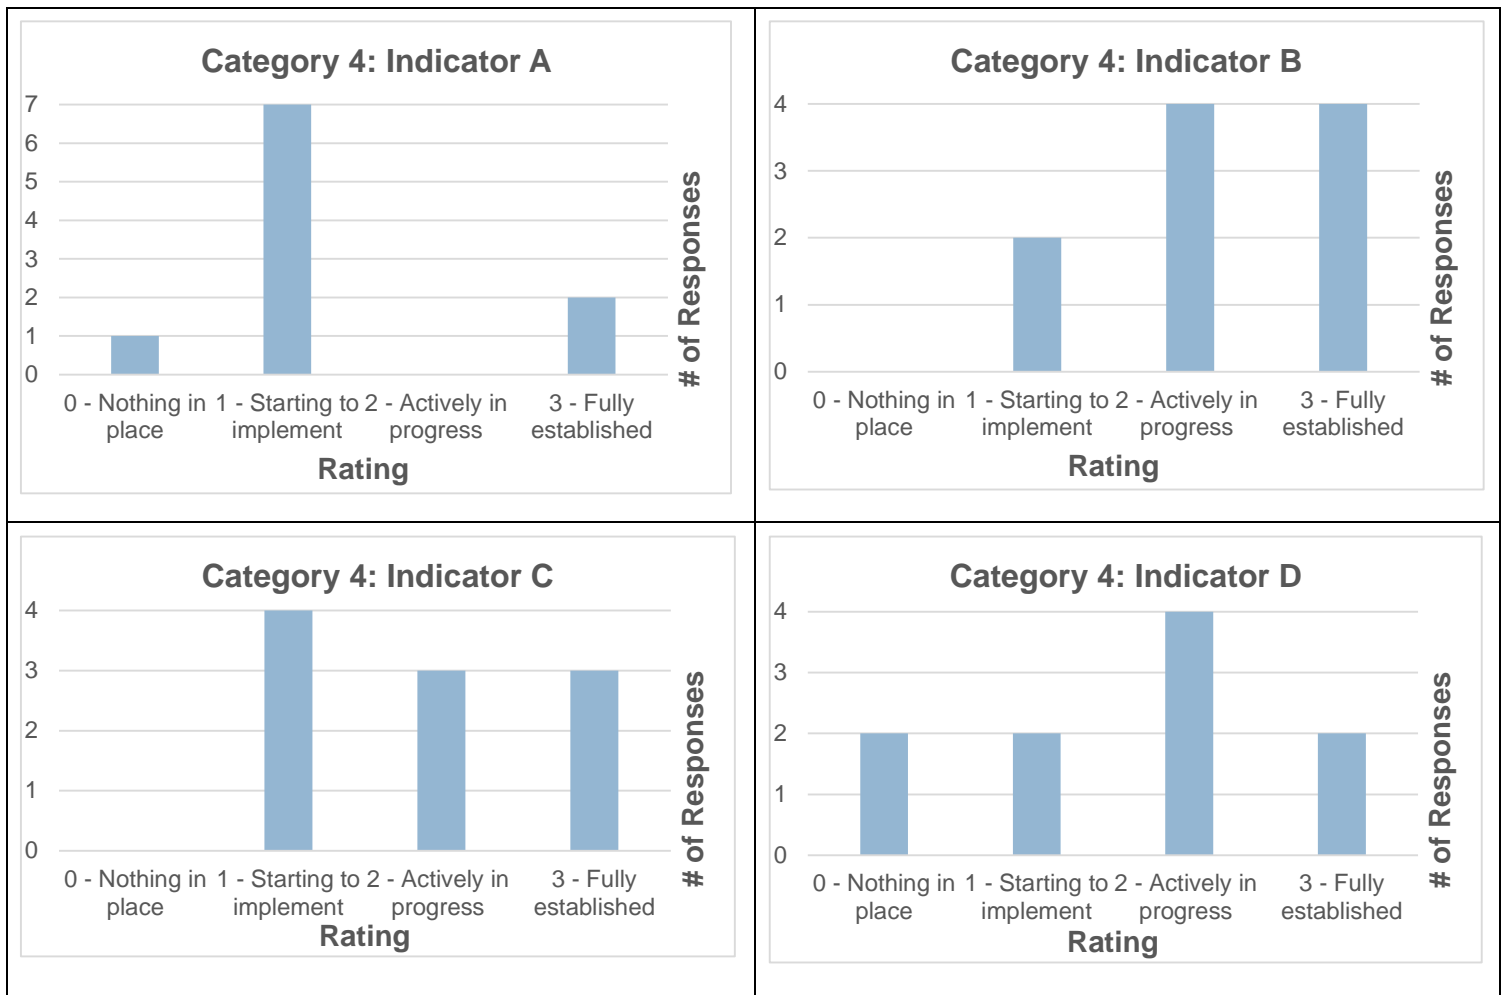 Category 4: Indicator A
7
6
5
4
3
2
1
0
# of Responses
0 - Nothing in 1 - Starting to 2 - Actively in 3 - Fully
place implement progress established
Rating
Category 4: Indicator B
4
3
2
1
0
# of Responses
0 - Nothing in 1 - Starting to 2 - Actively in 3 - Fully
place implement progress established
Rating
Category 4: Indicator C
4
3
2
1
0
# of Responses
0 - Nothing in 1 - Starting to 2 - Actively in 3 - Fully
place implement progress established
Rating
Category 4: Indicator D
4
3
2
1
0
# of Responses
0 - Nothing in 1 - Starting to 2 - Actively in 3 - Fully
place implement progress established
Rating